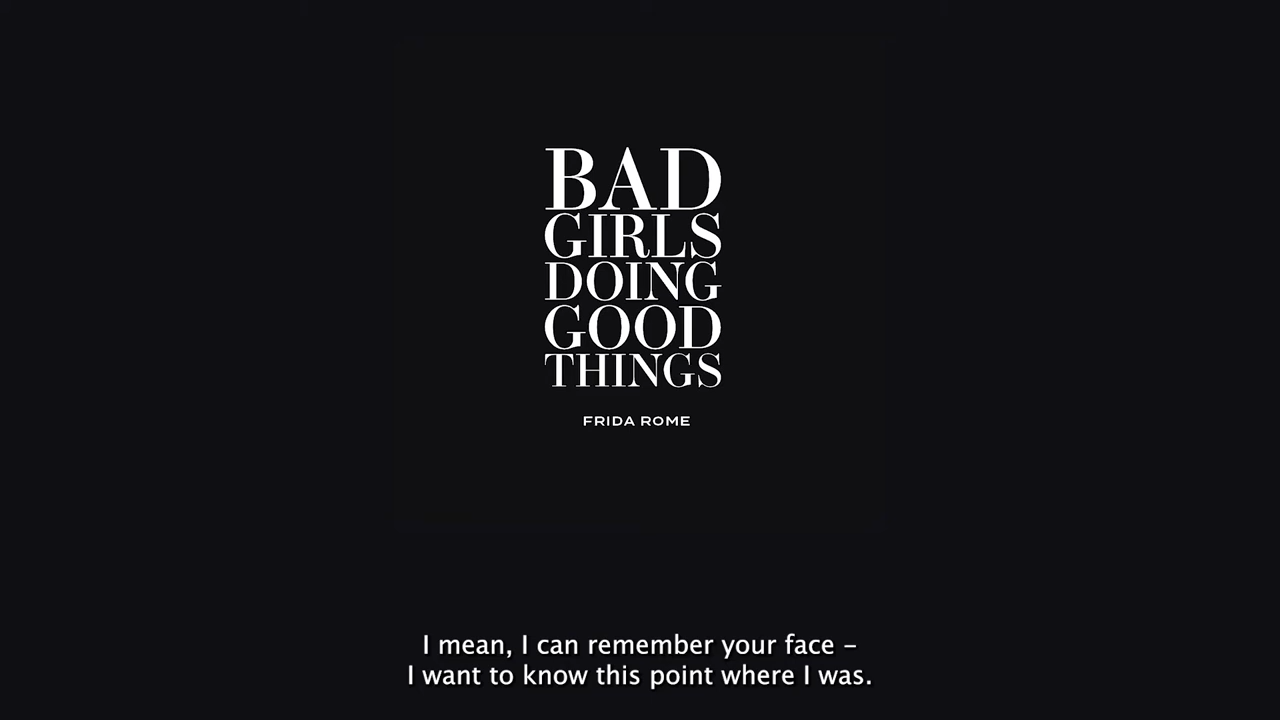 BAD
GIRLS
DOING
GOOD
THINGS
FRIDA ROME
I mean, I can remember your face –
I want to know this point where I was.